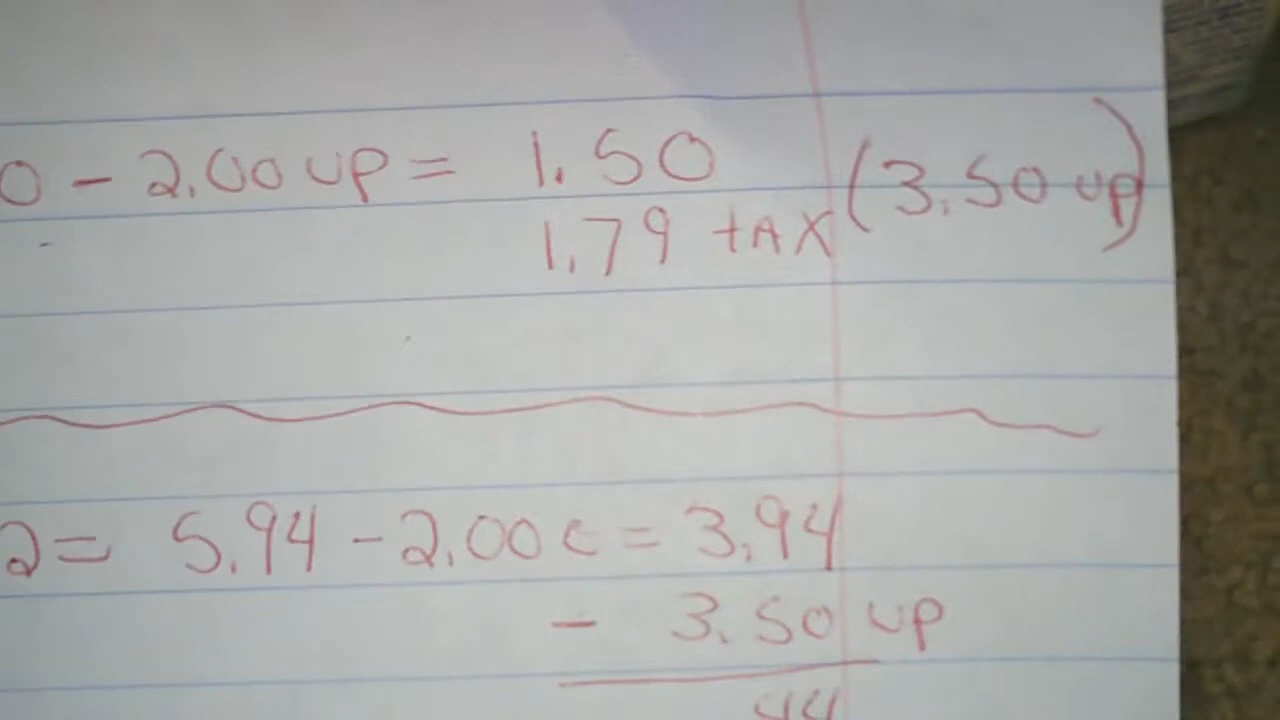 0 - 2.00 up = 1.50 (3.50 up)
1.79 tAX
2 = 5.94 - 2.00 c = 3.94
- 3.50 up
44